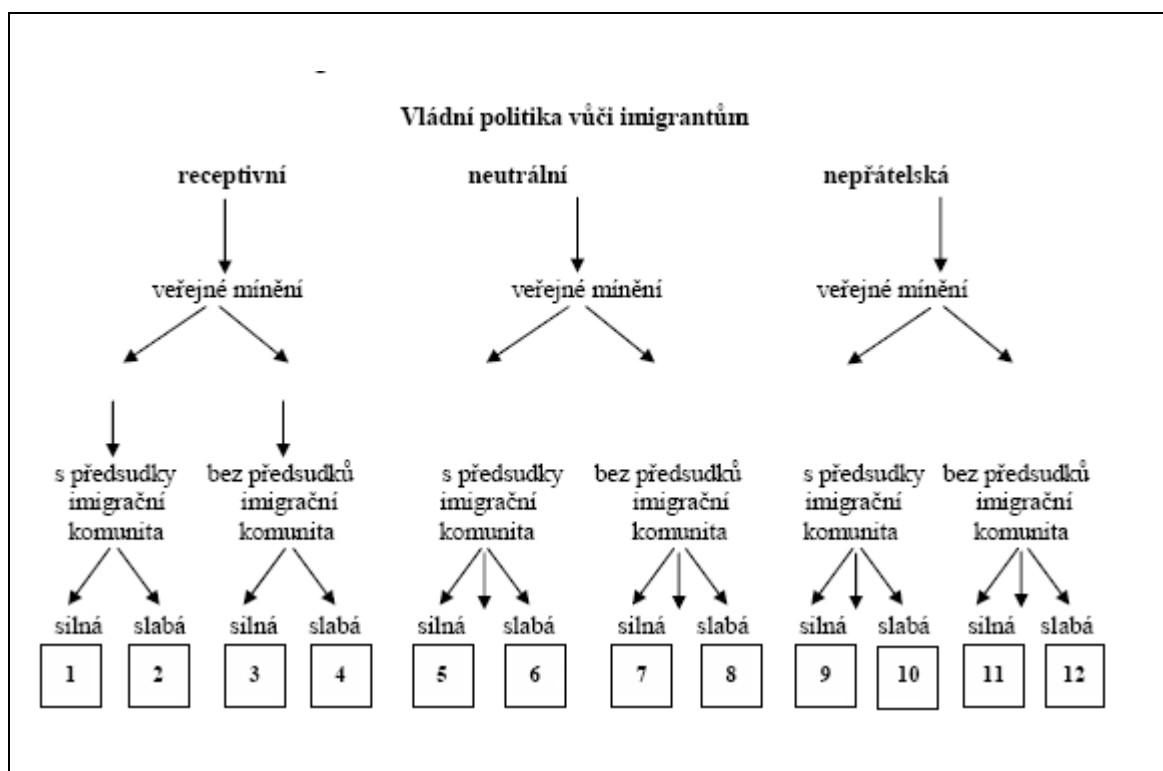 Vládní politika vůči imigrantům
receptivní neutrální nepřátelská
veřejné mínění veřejné mínění veřejné mínění
s předsudky bez předsudků s předsudky bez předsudků s předsudky bez předsudků
imigrační imigrační imigrační imigrační imigrační imigrační
komunita komunita komunita komunita komunita komunita
silná slabá silná slabá silná slabá silná slabá silná slabá silná slabá
1 2 3 4 5 6 7 8 9 10 11 12